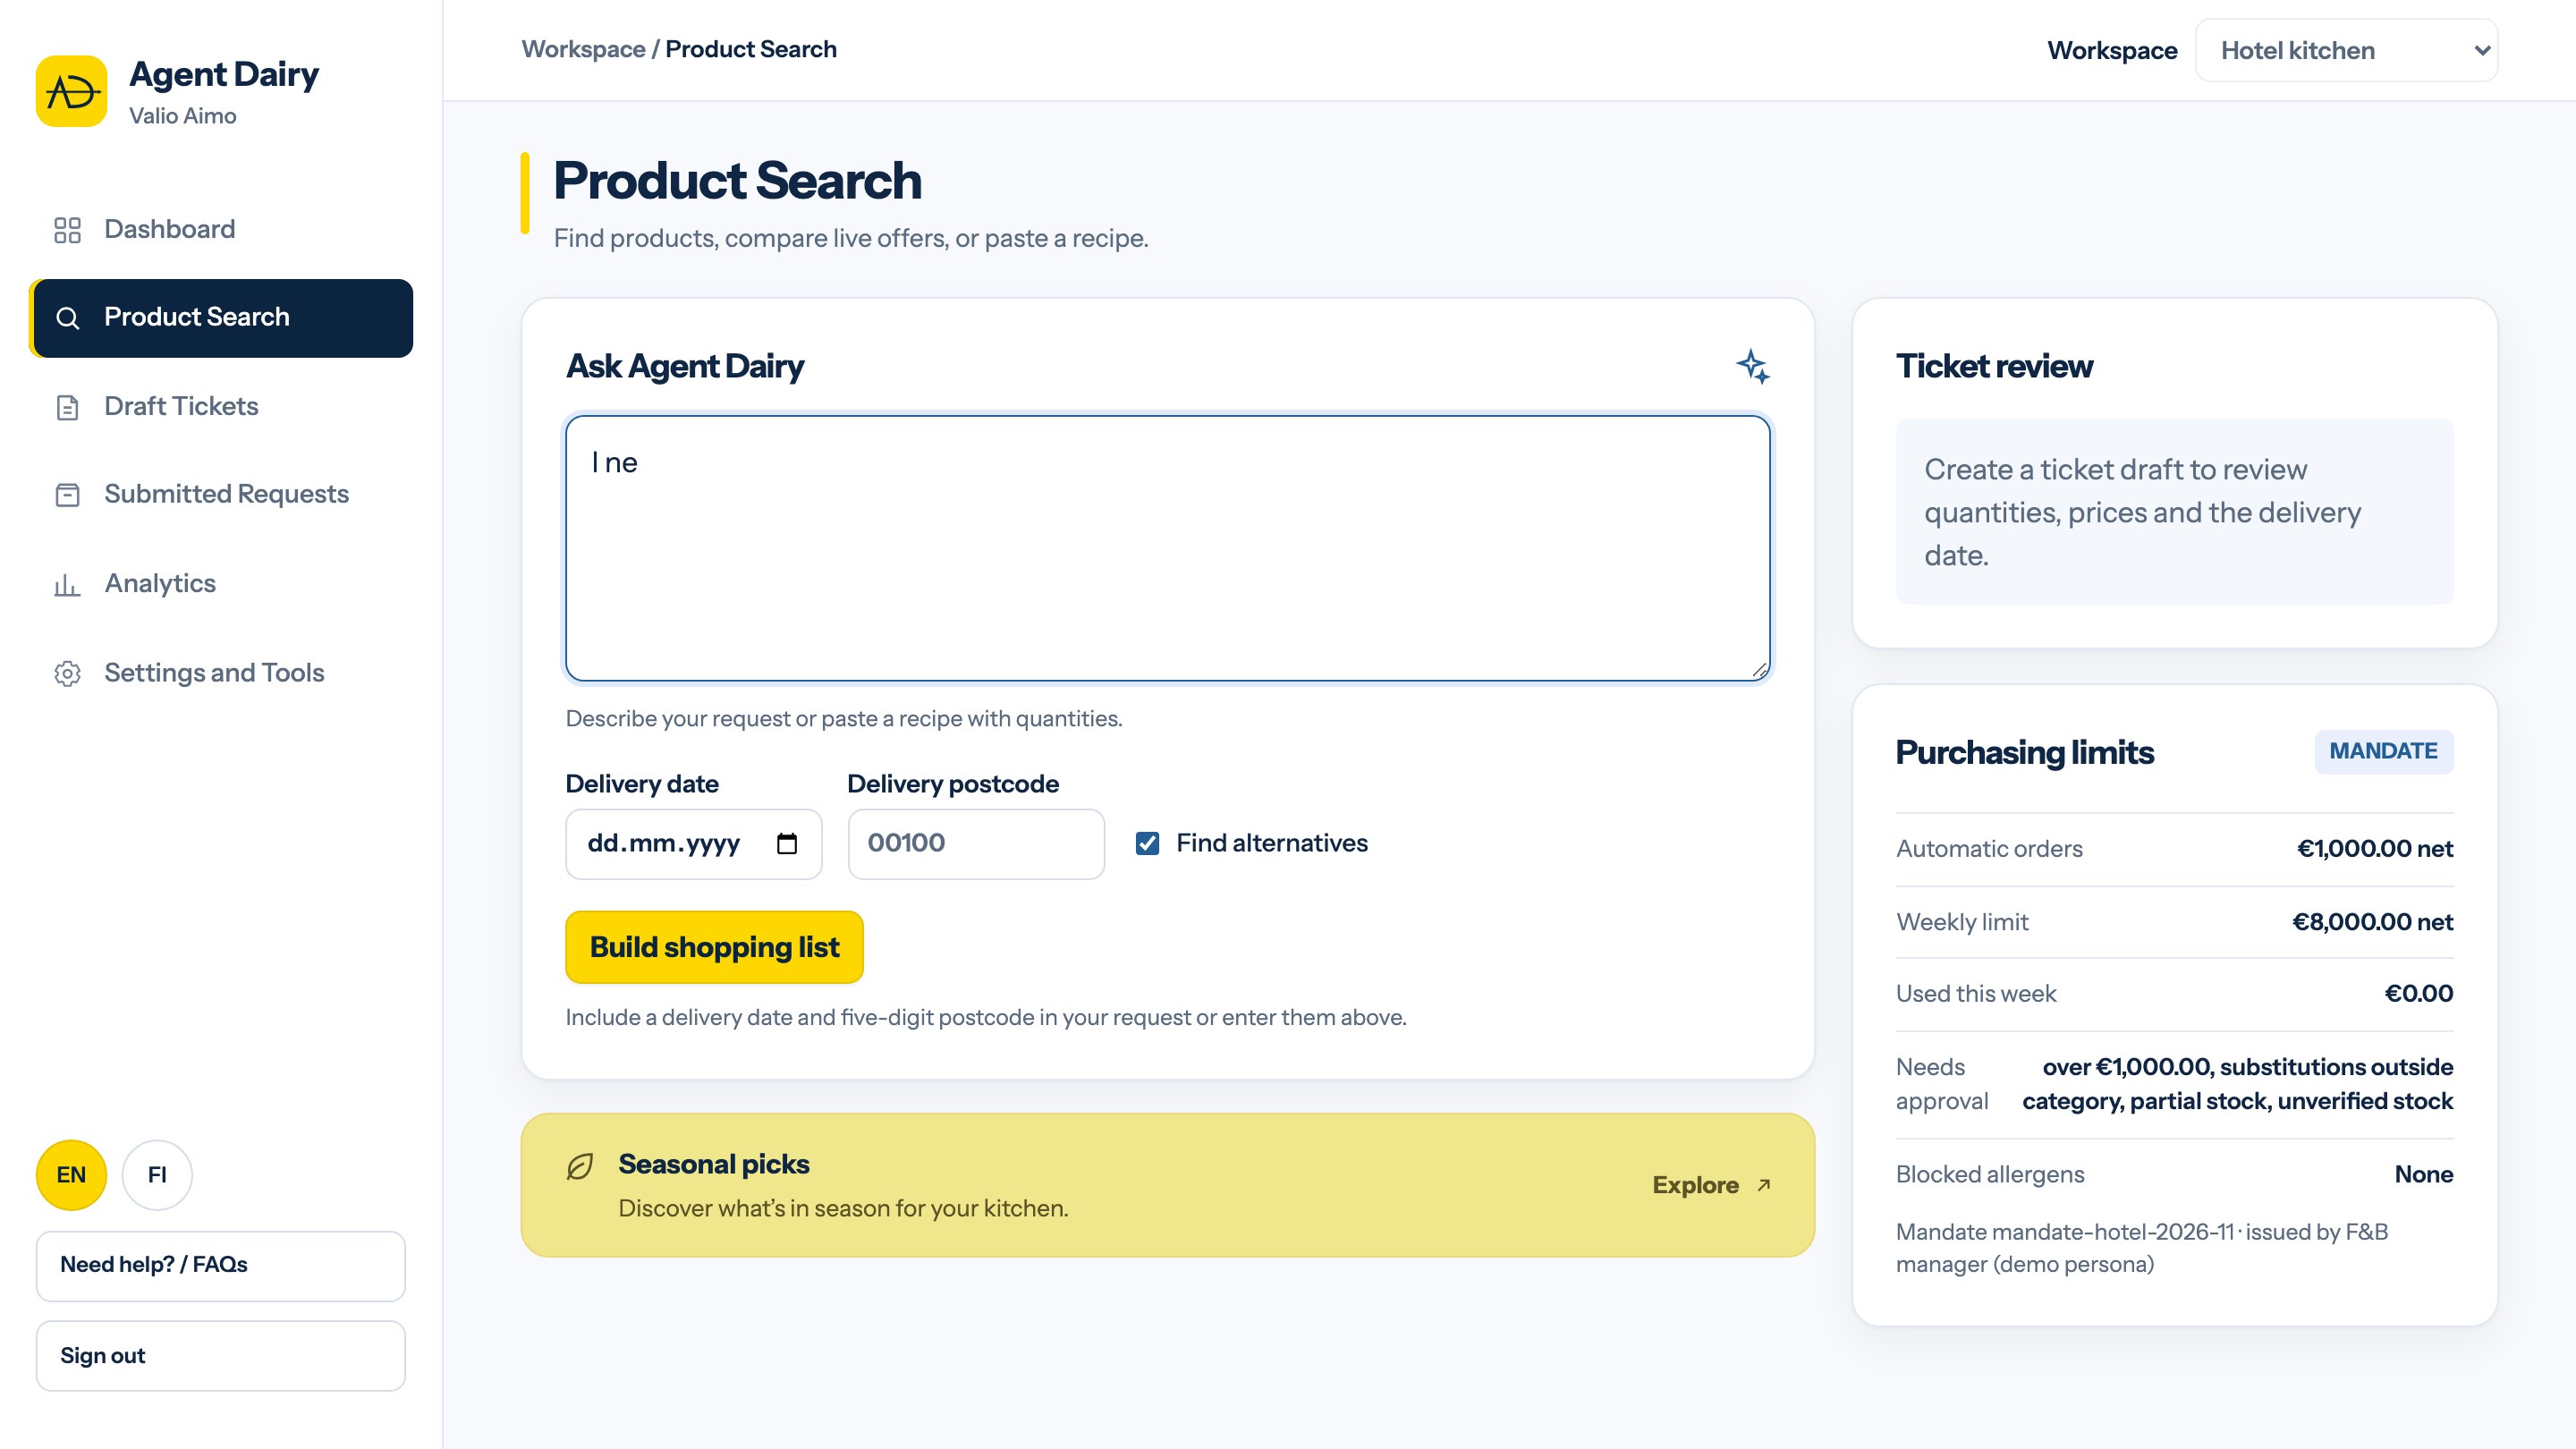 Agent Dairy
Valio Aimo
Dashboard
Product Search
Draft Tickets
Submitted Requests
Analytics
Settings and Tools
EN
FI
Need help? / FAQs
Sign out
Workspace / Product Search
Workspace
Hotel kitchen
Product Search
Find products, compare live offers, or paste a recipe.
Ask Agent Dairy
I ne
Describe your request or paste a recipe with quantities.
Delivery date
Delivery postcode
dd.mm.yyyy
00100
Find alternatives
Build shopping list
Include a delivery date and five-digit postcode in your request or enter them above.
Seasonal picks
Discover what’s in season for your kitchen.
Explore
Ticket review
Create a ticket draft to review
quantities, prices and the delivery
date.
Purchasing limits
MANDATE
Automatic orders
€1,000.00 net
Weekly limit
€8,000.00 net
Used this week
€0.00
Needs
approval
over €1,000.00, substitutions outside
category, partial stock, unverified stock
Blocked allergens
None
Mandate mandate-hotel-2026-11 · issued by F&B
manager (demo persona)